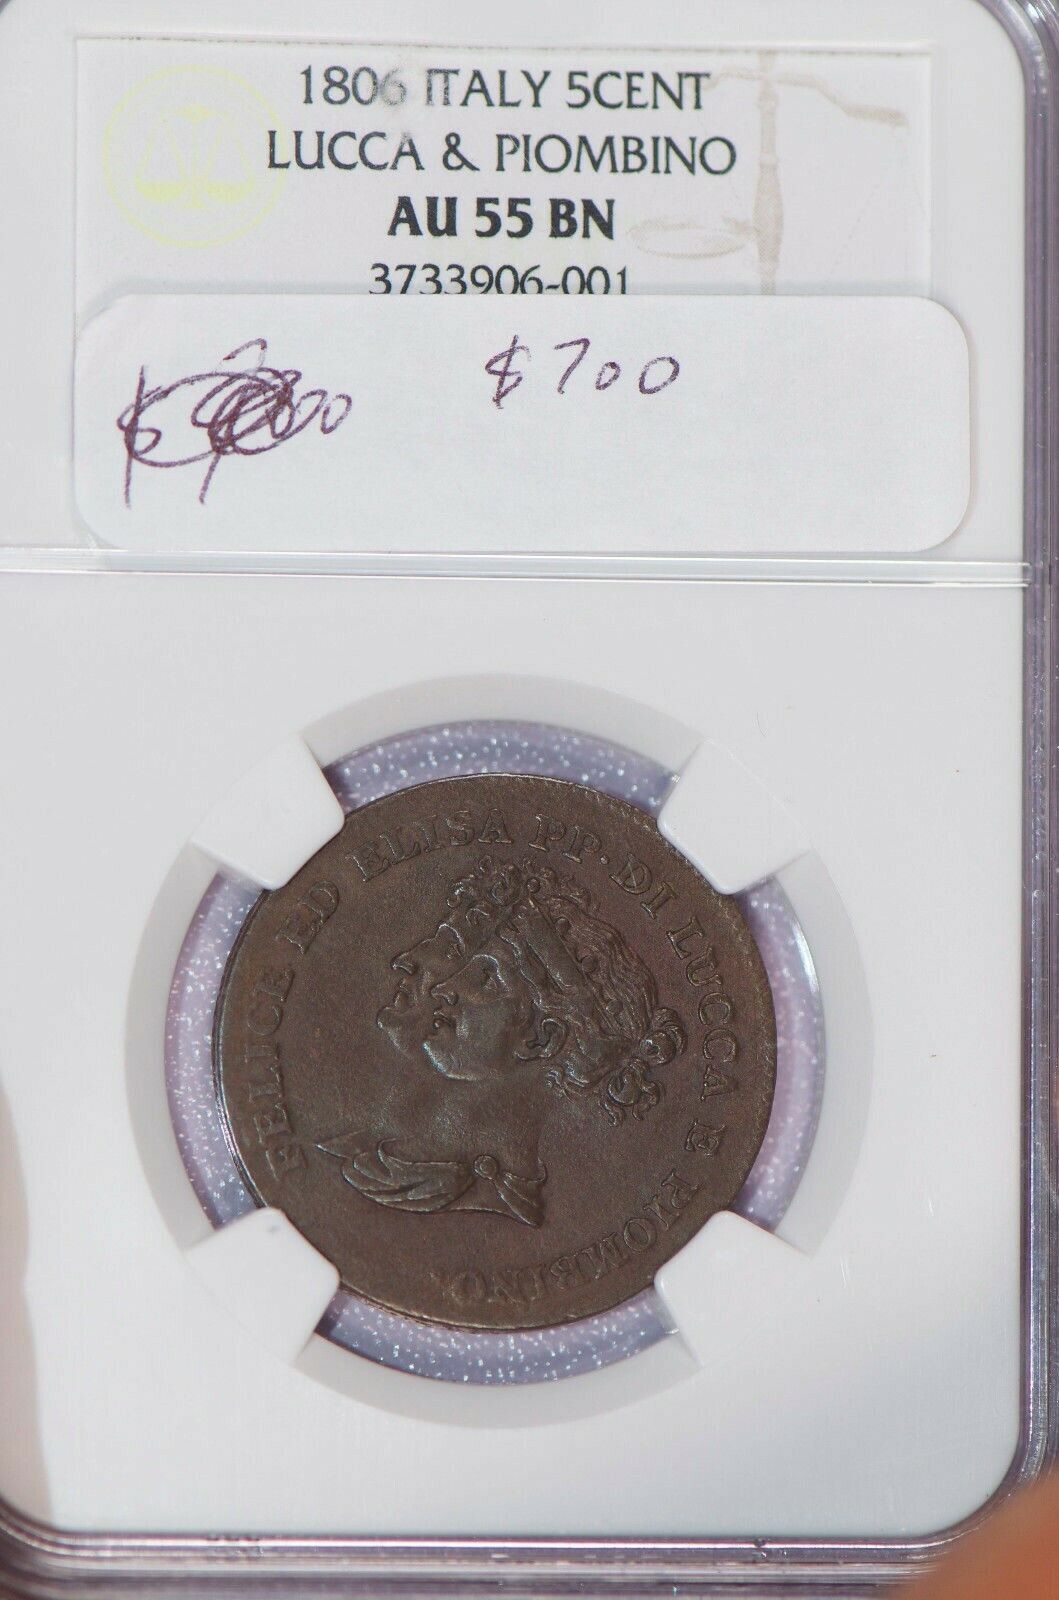 1806 ITALY 5CENT
LUCCA & PIOMBINO
AU 55 BN
3733906-001
$700
FELICE ED ELISA PP. DI LUCCA E PIOMBINO